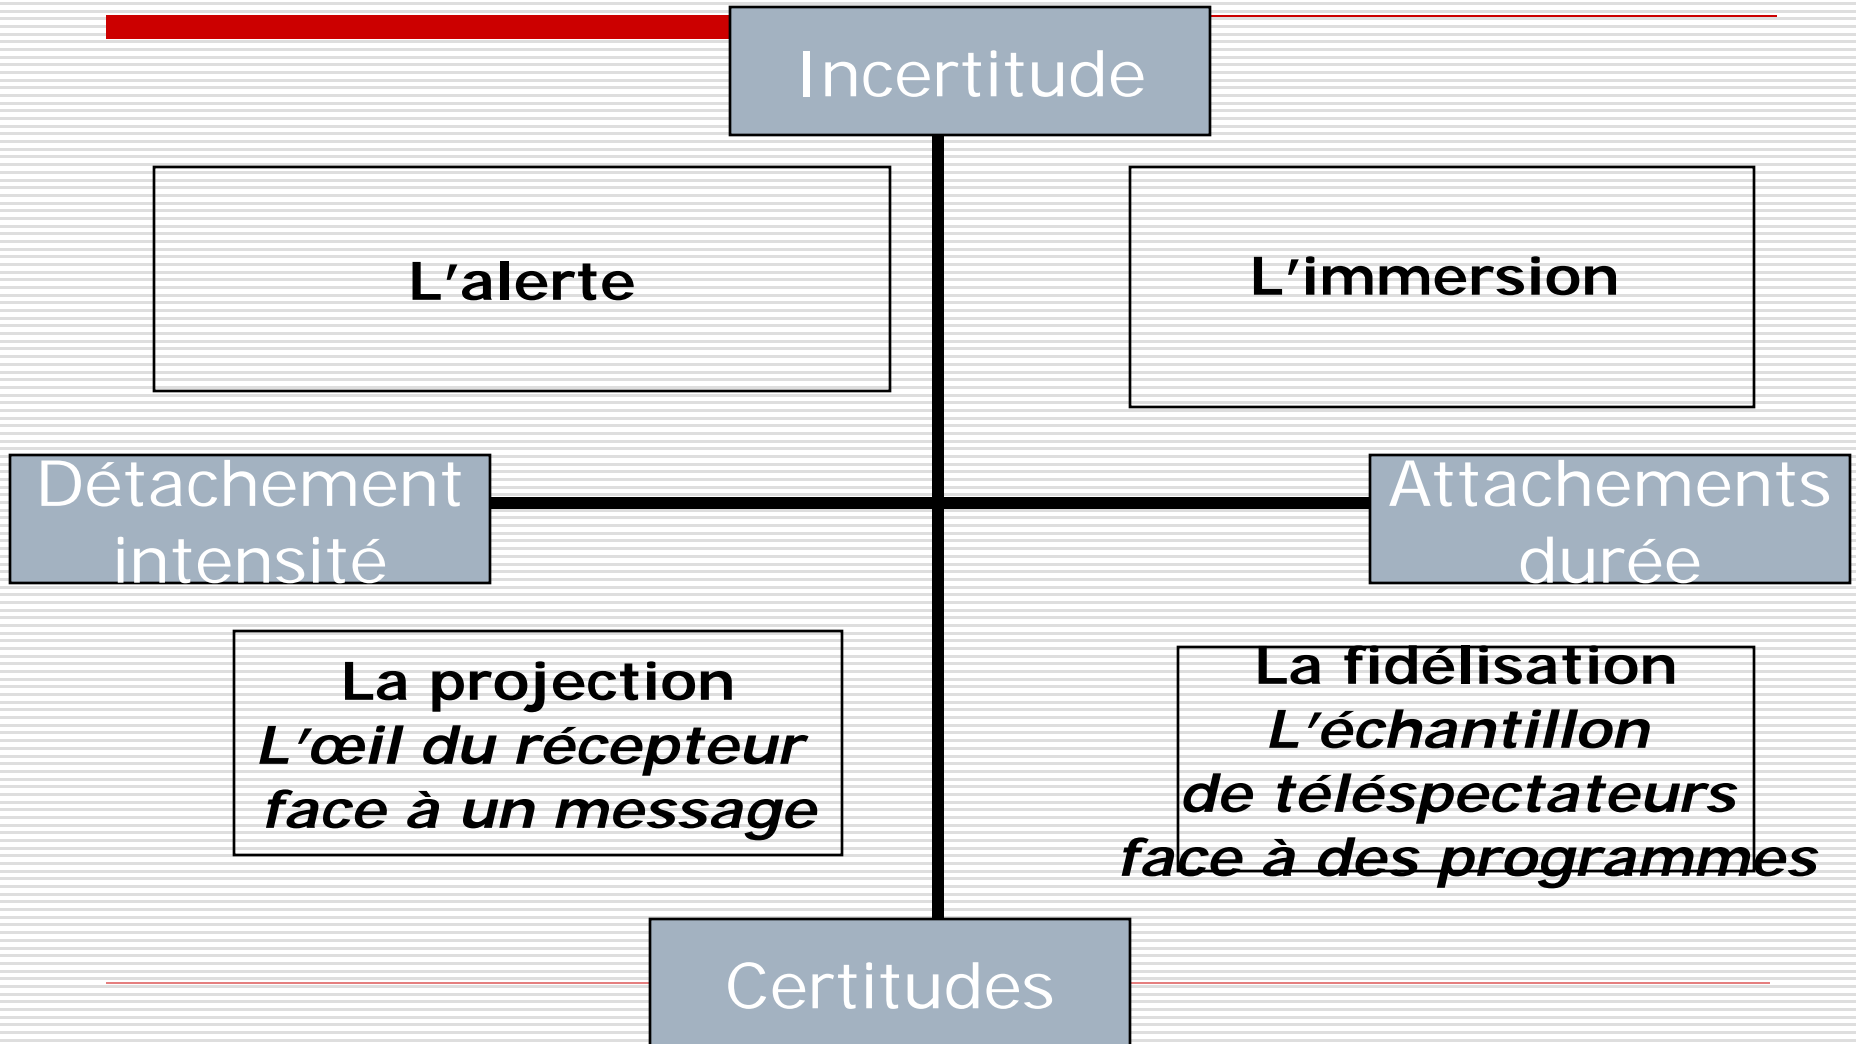 Incertitude
L'alerte
L'immersion
Détachement
intensité
Attachements
durée
La projection
L'œil du récepteur
face à un message
La fidélisation
L'échantillon
de téléspectateurs
face à des programmes
Certitudes